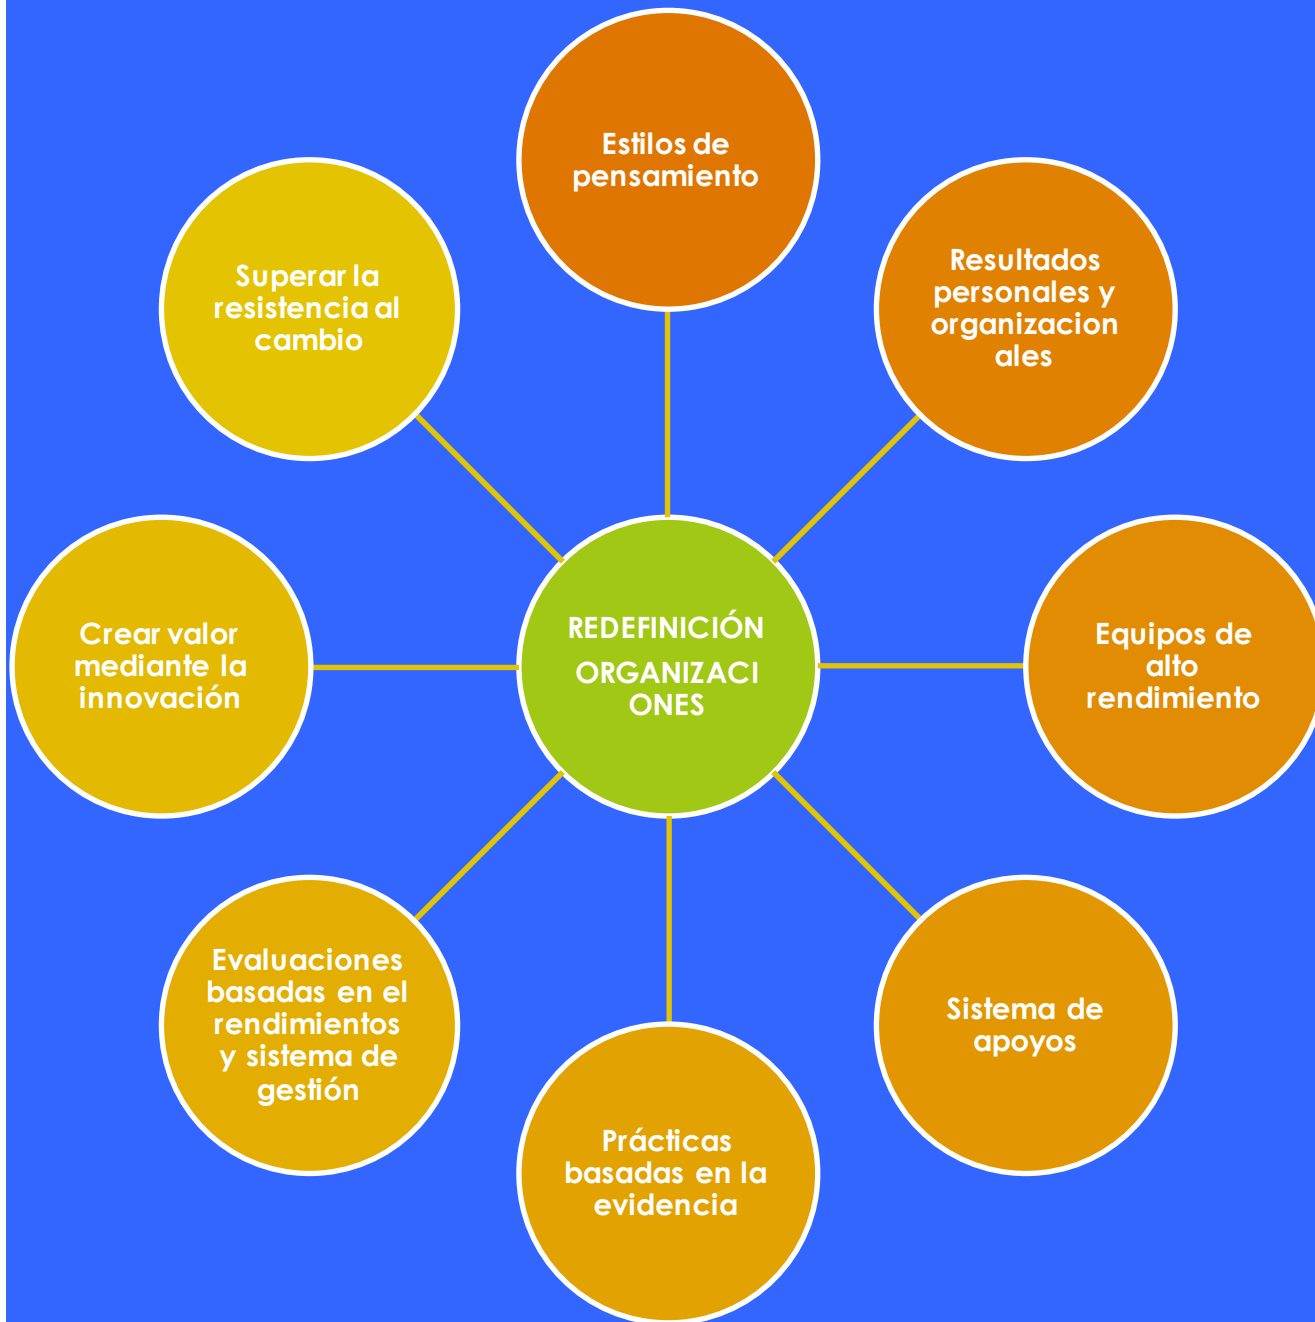 Estilos de
pensamiento
Resultados
personales y
organizacion
ales
Equipos de
alto
rendimiento
Sistema de
apoyos
Prácticas
basadas en la
evidencia
Evaluaciones
basadas en el
rendimientos
y sistema de
gestión
Crear valor
mediante la
innovación
Superar la
resistencia al
cambio
REDEFINICIÓN
ORGANIZACI
ONES